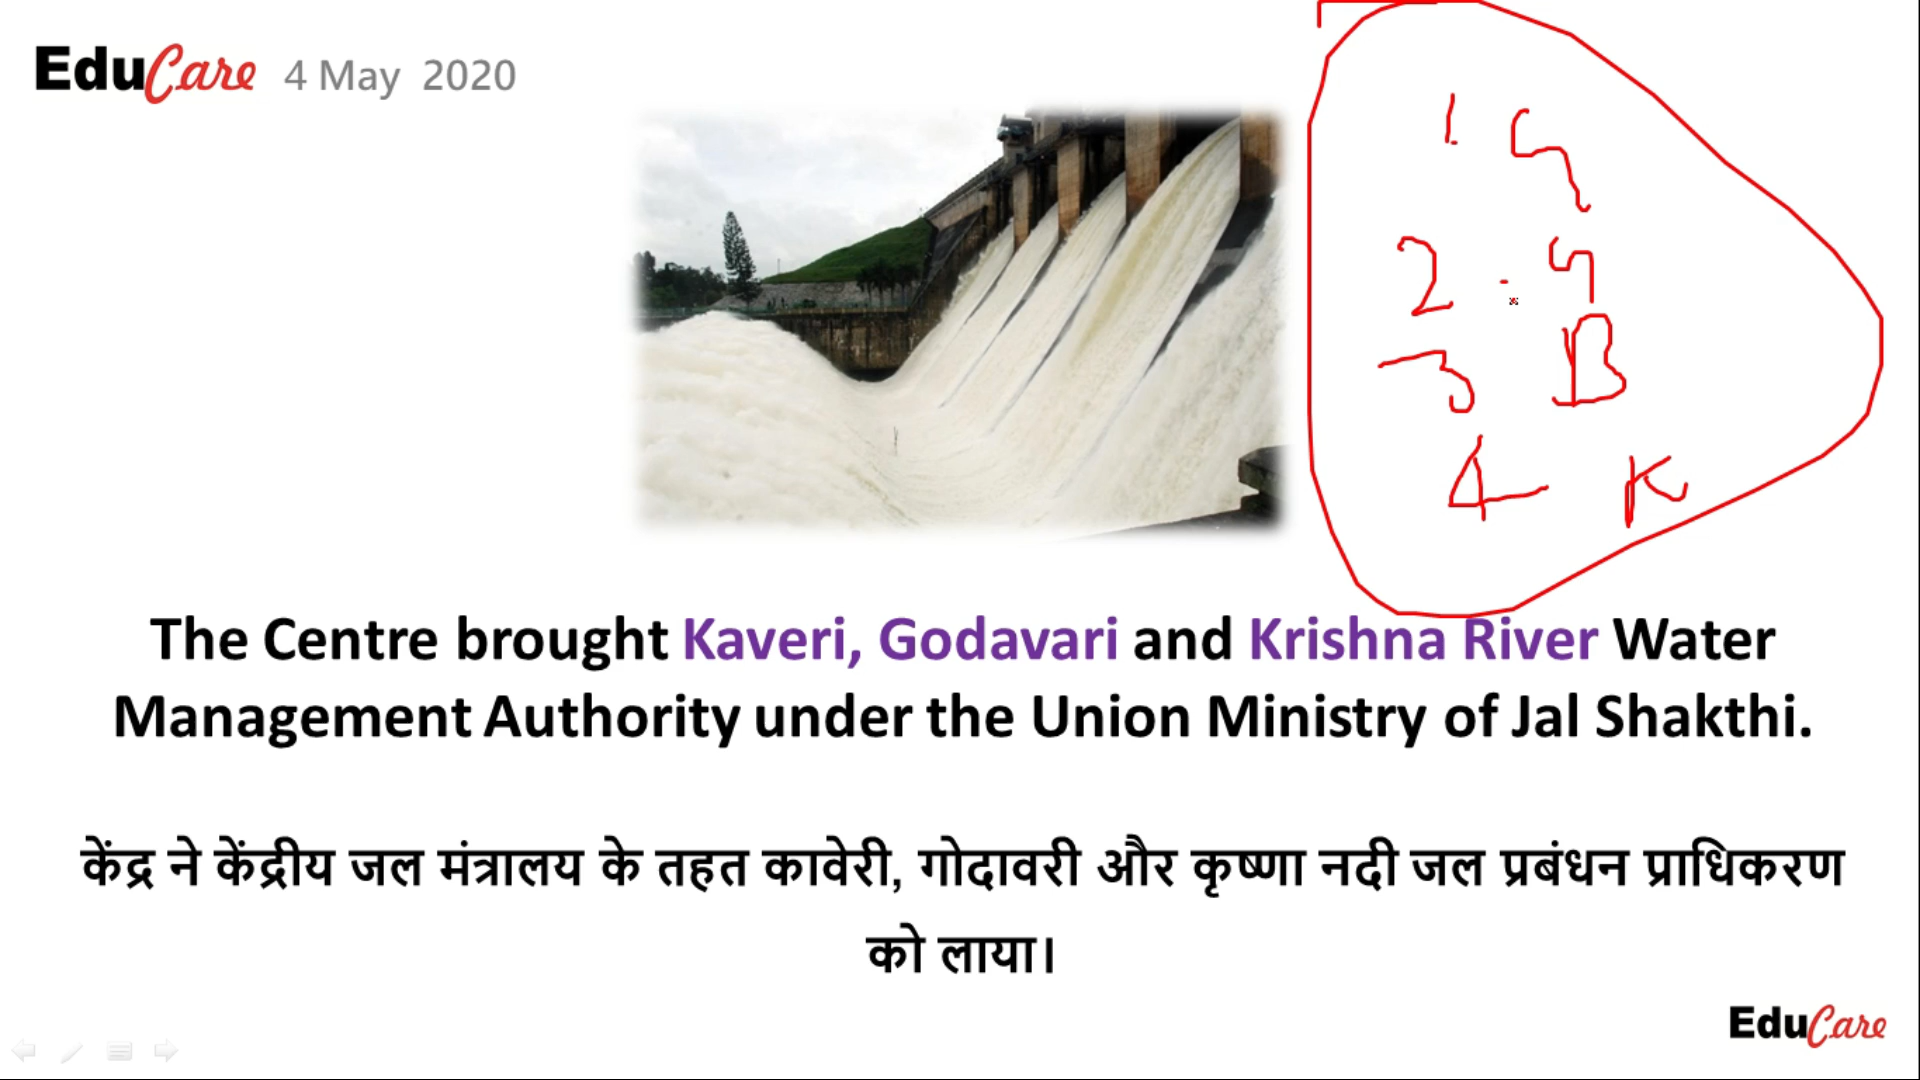 EduCare 4 May 2020
1. G
2. G
3 B
4 K
The Centre brought Kaveri, Godavari and Krishna River Water
Management Authority under the Union Ministry of Jal Shakthi.
केंद्र ने केंद्रीय जल मंत्रालय के तहत कावेरी, गोदावरी और कृष्णा नदी जल प्रबंधन प्राधिकरण
को लाया।
EduCare